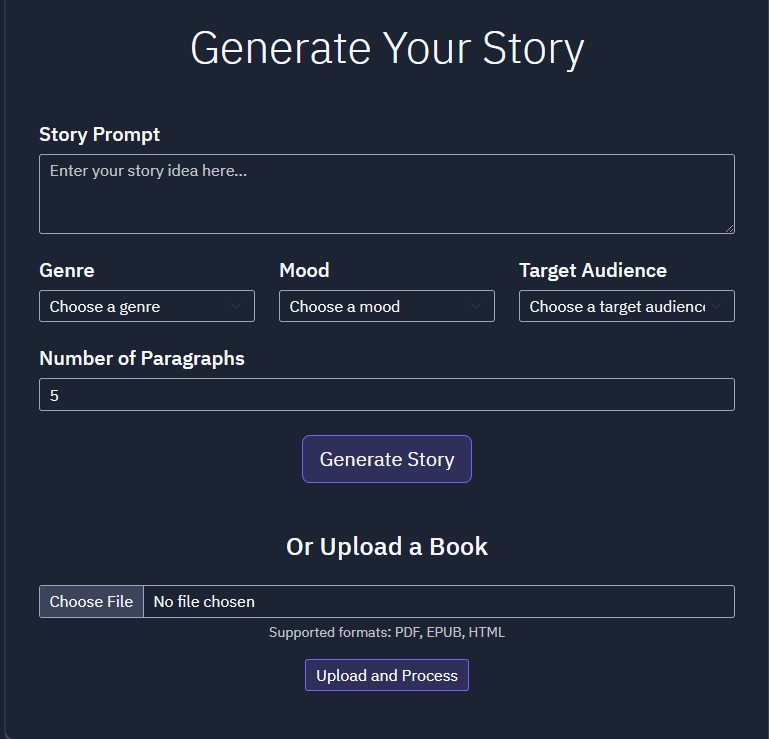 Generate Your Story
Story Prompt
Enter your story idea here...
Genre Mood Target Audience
Choose a genre Choose a mood Choose a target audience
Number of Paragraphs
5
Generate Story
Or Upload a Book
Choose File No file chosen
Supported formats: PDF, EPUB, HTML
Upload and Process